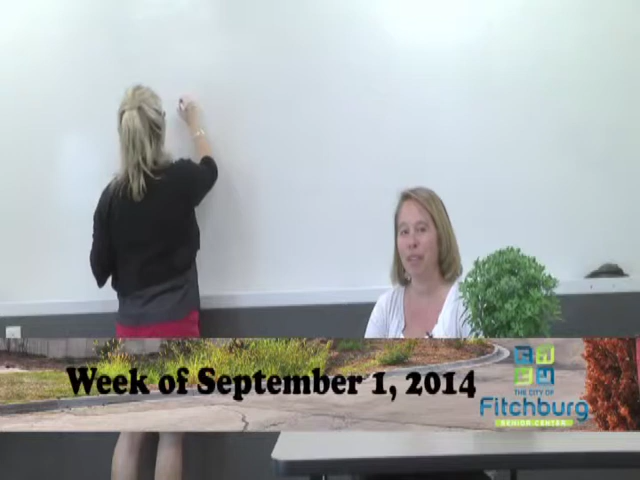 Week of September 1, 2014
THE CITY OF
Fitchburg
SENIOR CENTER